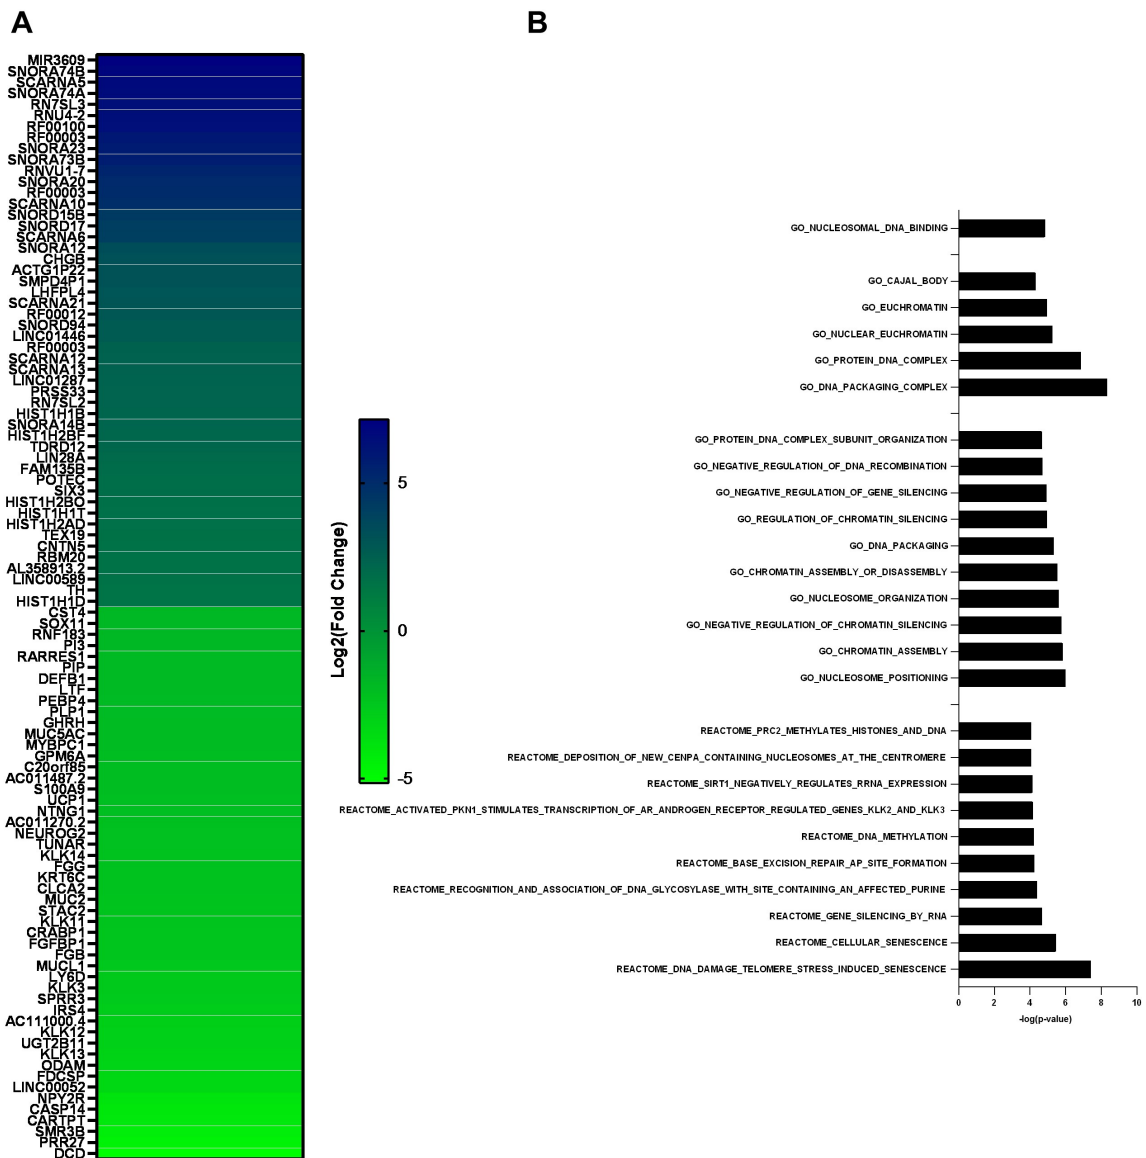 A
B
MIR3609
SNORA74B
SCARNA5
SNORA74A
RN7SL3
RNU4-2
RF00100
RF00003
SNORA23
SNORA73B
RNVU1-7
SNORA20
RF00003
SCARNA10
SNORD15B
SNORD17
SCARNA6
SNORA12
CHGB
ACTG1P22
SMPD4P1
LHFPL4
SCARNA21
RF00012
SNORD94
LINC01446
RF00003
SCARNA12
SCARNA13
LINC01287
PRSS33
RN7SL2
HIST1H1B
SNORA14B
HIST1H2BF
TDRD12
LIN28A
FAM135B
POTEC
SIX3
HIST1H2BO
HIST1H1T
HIST1H2AD
TEX19
CNTN5
RBM20
AL358913.2
LINC00589
TH
HIST1H1D
CST4
SOX11
RNF183
PI3
RARRES1
PIP
DEFB1
LTF
PEBP4
PLP1
GHRH
MUC5AC
MYBPC1
GPM6A
C20orf85
AC011487.2
S100A9
UCP1
NTNG1
AC011270.2
NEUROG2
TUNAR
KLK14
FGG
KRT6C
CLCA2
MUC2
STAC2
KLK11
CRABP1
FGFBP1
FGB
MUCL1
LY6D
KLK3
SPRR3
IRS4
AC111000.4
KLK12
UGT2B11
KLK13
ODAM
FDCSP
LINC00052
NPY2R
CASP14
CARTPT
SMR3B
PRR27
DCD
Log2(Fold Change)
5
0
-5
GO_NUCLEOSOMAL_DNA_BINDING
GO_CAJAL_BODY
GO_EUCHROMATIN
GO_NUCLEAR_EUCHROMATIN
GO_PROTEIN_DNA_COMPLEX
GO_DNA_PACKAGING_COMPLEX
GO_PROTEIN_DNA_COMPLEX_SUBUNIT_ORGANIZATION
GO_NEGATIVE_REGULATION_OF_DNA_RECOMBINATION
GO_NEGATIVE_REGULATION_OF_GENE_SILENCING
GO_REGULATION_OF_CHROMATIN_SILENCING
GO_DNA_PACKAGING
GO_CHROMATIN_ASSEMBLY_OR_DISASSEMBLY
GO_NUCLEOSOME_ORGANIZATION
GO_NEGATIVE_REGULATION_OF_CHROMATIN_SILENCING
GO_CHROMATIN_ASSEMBLY
GO_NUCLEOSOME_POSITIONING
REACTOME_PRC2_METHYLATES_HISTONES_AND_DNA
REACTOME_DEPOSITION_OF_NEW_CENPA_CONTAINING_NUCLEOSOMES_AT_THE_CENTROMERE
REACTOME_SIRT1_NEGATIVELY_REGULATES_RRNA_EXPRESSION
REACTOME_ACTIVATED_PKN1_STIMULATES_TRANSCRIPTION_OF_AR_ANDROGEN_RECEPTOR_REGULATED_GENES_KLK2_AND_KLK3
REACTOME_DNA_METHYLATION
REACTOME_BASE_EXCISION_REPAIR_AP_SITE_FORMATION
REACTOME_RECOGNITION_AND_ASSOCIATION_OF_DNA_GLYCOSYLASE_WITH_SITE_CONTAINING_AN_AFFECTED_PURINE
REACTOME_GENE_SILENCING_BY_RNA
REACTOME_CELLULAR_SENESCENCE
REACTOME_DNA_DAMAGE_TELOMERE_STRESS_INDUCED_SENESCENCE
0 2 4 6 8 10
-log(p-value)